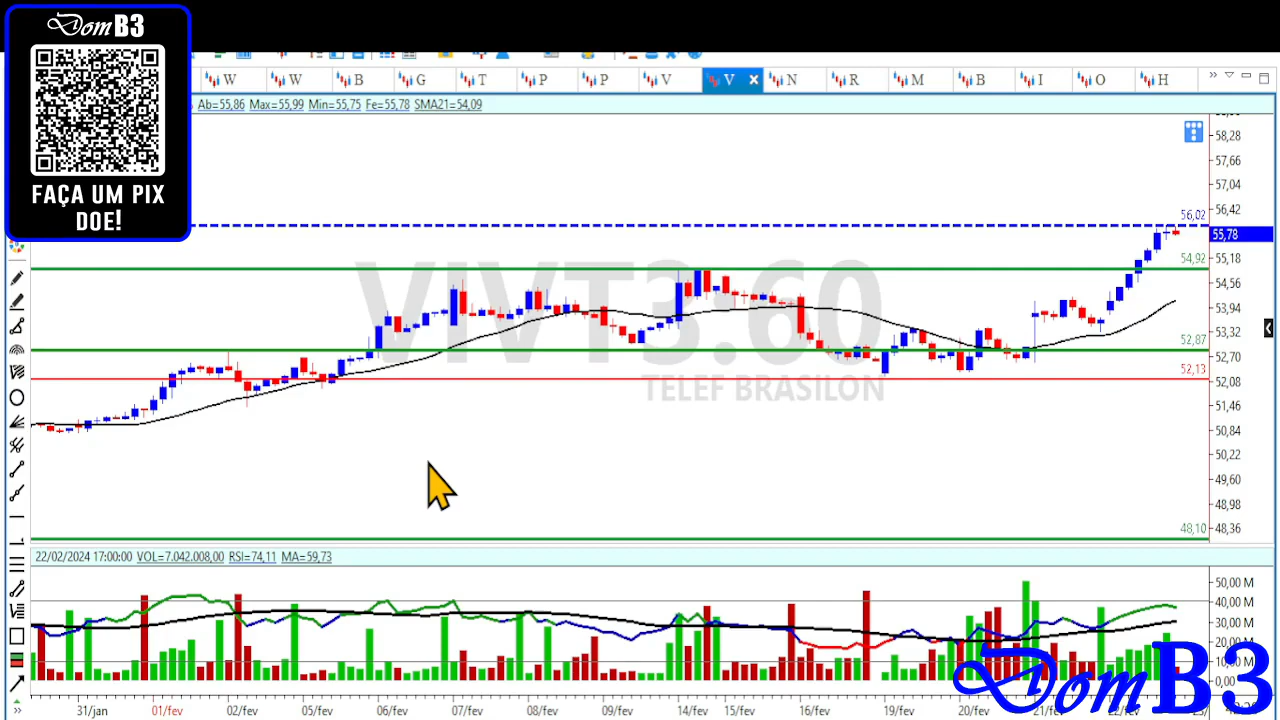 DomB3
FAÇA UM PIX
DOE!
W
W
B
G
T
P
P
V
V
N
R
M
B
I
O
H
Ab=55,86 Max=55,99 Min=55,75 Fe=55,78 SMA21=54,09
VIVT3.60
TELEF BRASILON
58,28
57,66
57,04
56,42
55,78
55,18
54,56
53,94
53,32
52,70
52,08
51,46
50,84
50,22
49,60
48,98
48,36
56,02
54,92
52,87
52,13
48,10
22/02/2024 17:00:00 VOL=7.042.008,00 RSI=74,11 MA=59,73
50,00 M
40,00 M
30,00 M
0,00
31/jan 01/fev 02/fev 05/fev 06/fev 07/fev 08/fev 09/fev 14/fev 15/fev 16/fev 19/fev 20/fev 21/fev 22/fev
DomB3